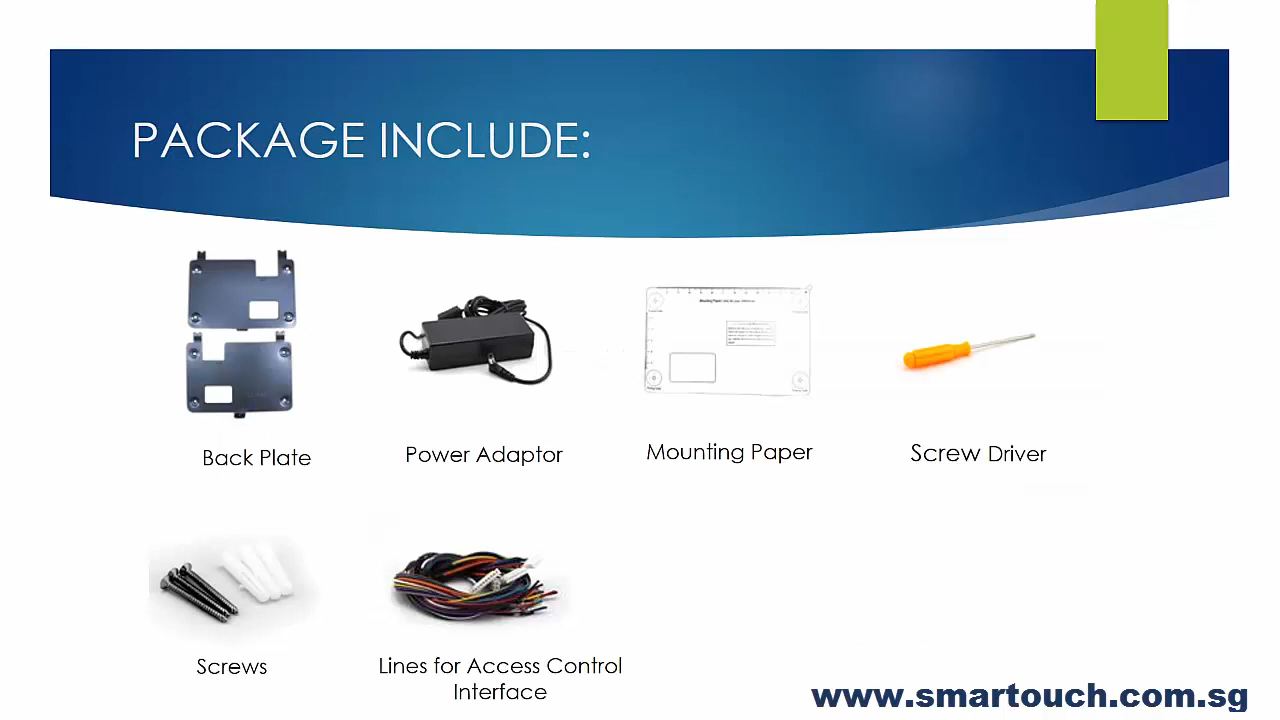 PACKAGE INCLUDE:
Back Plate
Power Adaptor
Mounting Paper
Screw Driver
Screws
Lines for Access Control
Interface
www.smartouch.com.sg